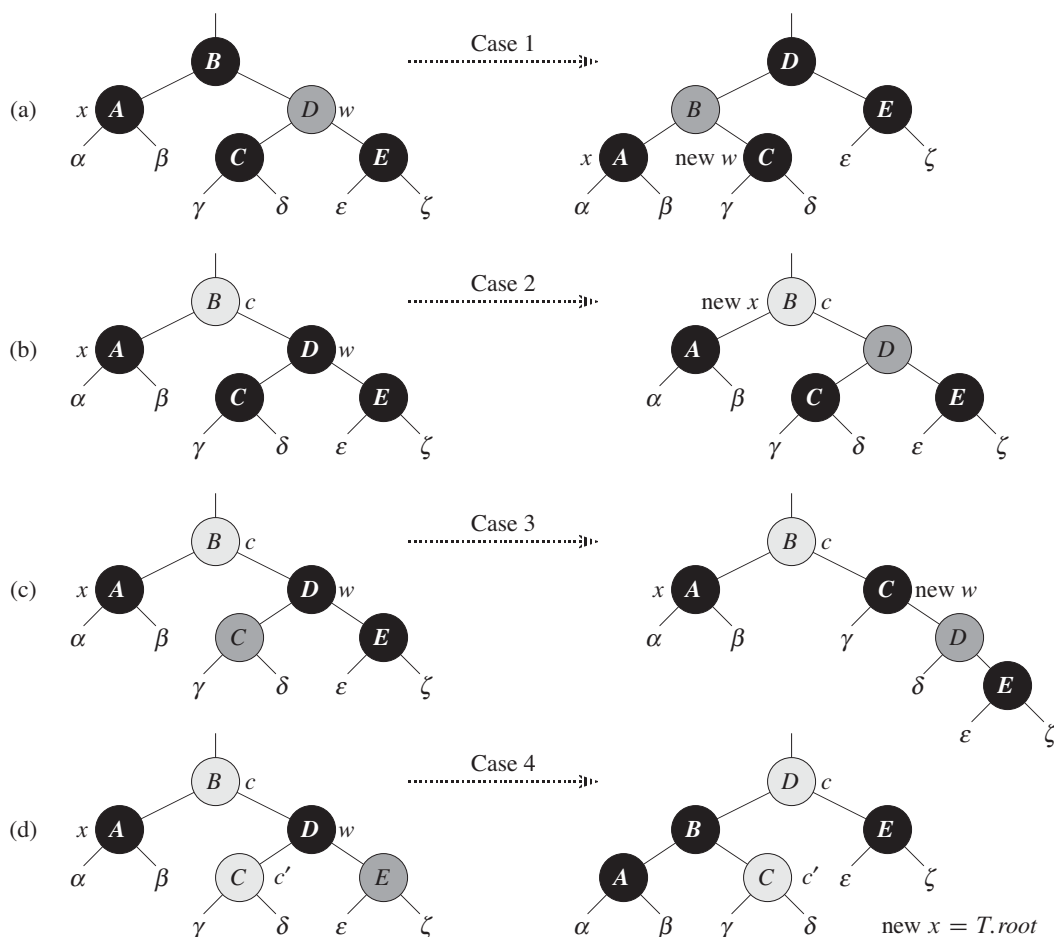 Case 1
B D
(a) x A D w B E
α β C E x A new w C ε ζ
γ δ ε ζ α β γ δ
Case 2
B c new x B c
(b) x A D w A D
α β C E α β C E
γ δ ε ζ γ δ ε ζ
Case 3
B c B c
(c) x A D w x A C new w
α β C E α β γ D
γ δ ε ζ δ E
ε ζ
Case 4
B c D c
(d) x A D w B E
α β C c′ E A C c′ ε ζ
γ δ ε ζ α β γ δ new x = T.root